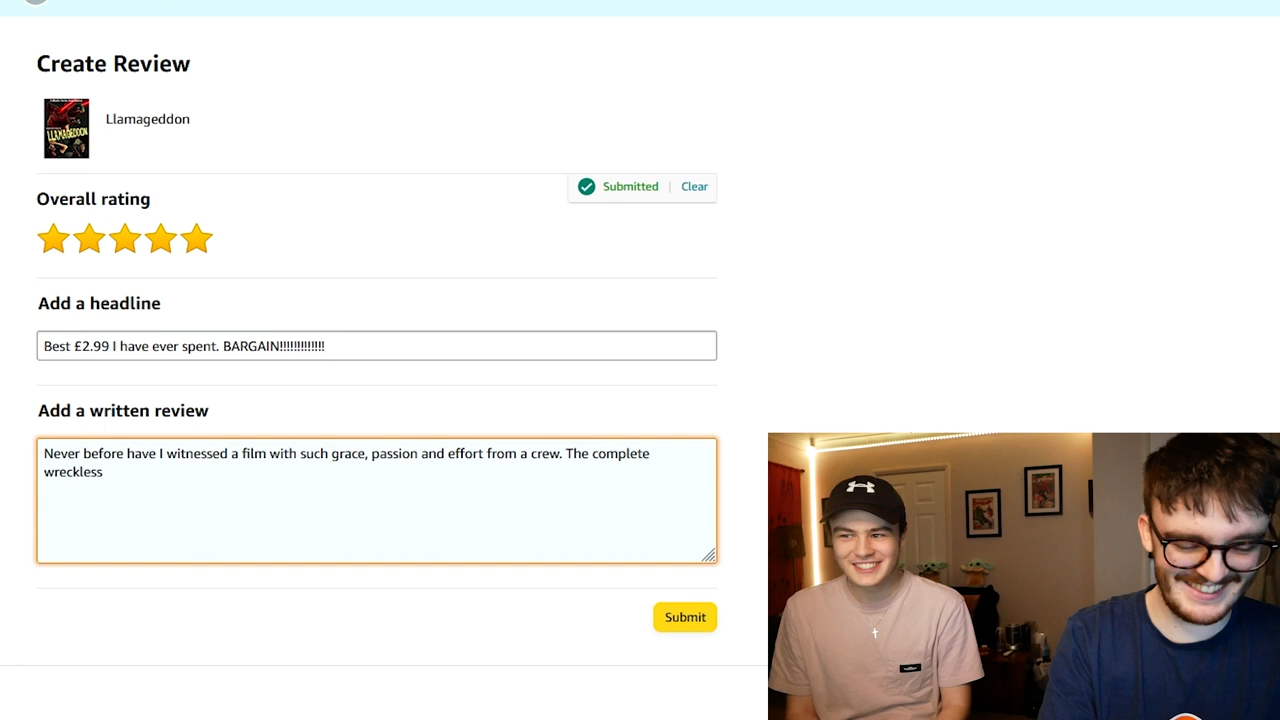 Create Review
LLAMAGEDDON
Llamageddon
Submitted | Clear
Overall rating
Add a headline
Best £2.99 I have ever spent. BARGAIN!!!!!!!!!!!!!
Add a written review
Never before have I witnessed a film with such grace, passion and effort from a crew. The complete
wreckless
Submit